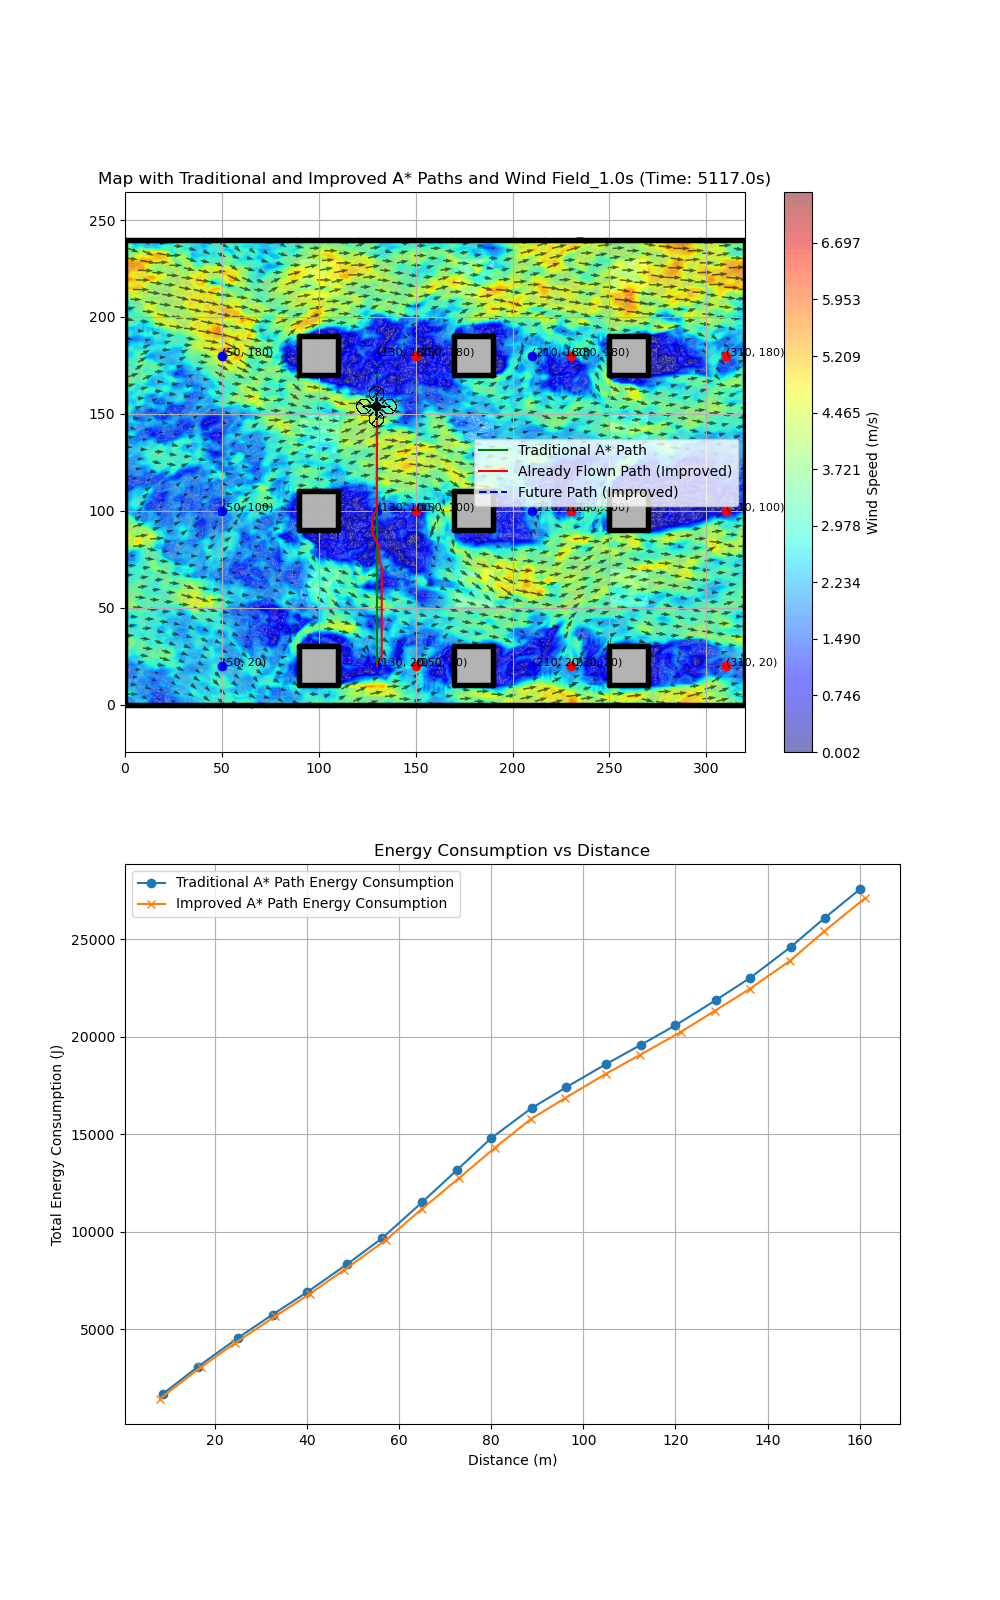 Map with Traditional and Improved A* Paths and Wind Field_1.0s (Time: 5117.0s)
250
200
150
100
50
0
0 50 100 150 200 250 300
(50, 180)
(310, 180)
(50, 100)
(50, 20)
(310, 20)
Traditional A* Path
Already Flown Path (Improved)
Future Path (Improved)
6.697
5.953
5.209
4.465
3.721
2.978
2.234
1.490
0.746
0.002
Wind Speed (m/s)
Energy Consumption vs Distance
Traditional A* Path Energy Consumption
Improved A* Path Energy Consumption
25000
20000
15000
10000
5000
Total Energy Consumption (J)
20 40 60 80 100 120 140 160
Distance (m)